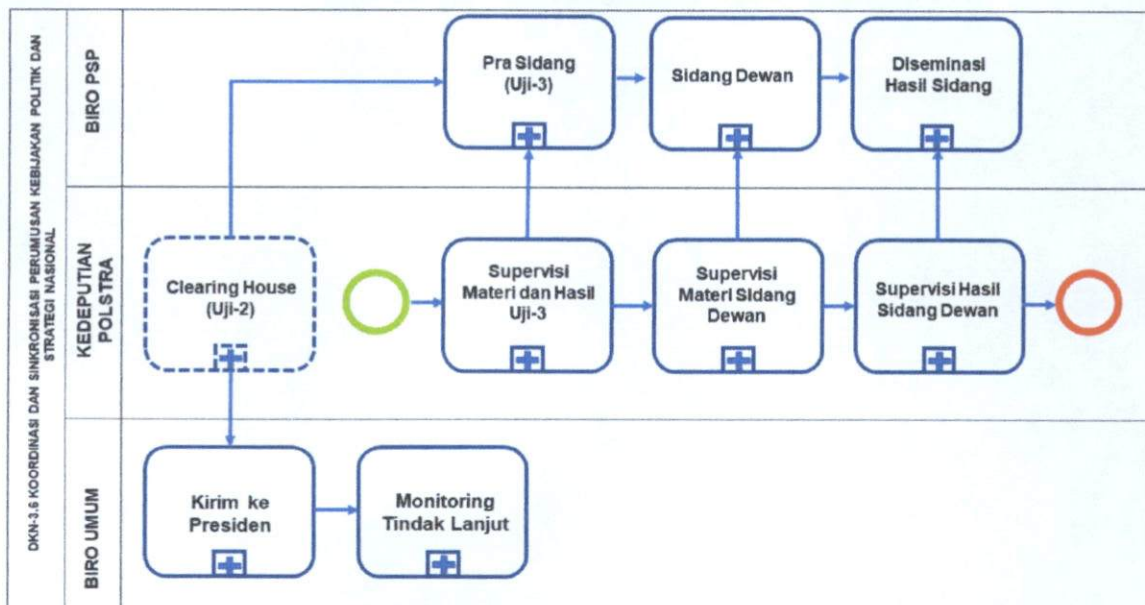 DKN-3.6 KOORDINASI DAN SINKRONISASI PERUMUSAN KEBIJAKAN POLITIK DAN
STRATEGI NASIONAL
BIRO PSP
Pra Sidang
(Uji-3)
Sidang Dewan
Diseminasi
Hasil Sidang
KEDEPUTIAN
POLSTRA
Clearing House
(Uji-2)
Supervisi
Materi dan Hasil
Uji-3
Supervisi
Materi Sidang
Dewan
Supervisi Hasil
Sidang Dewan
BIRO UMUM
Kirim ke
Presiden
Monitoring
Tindak Lanjut